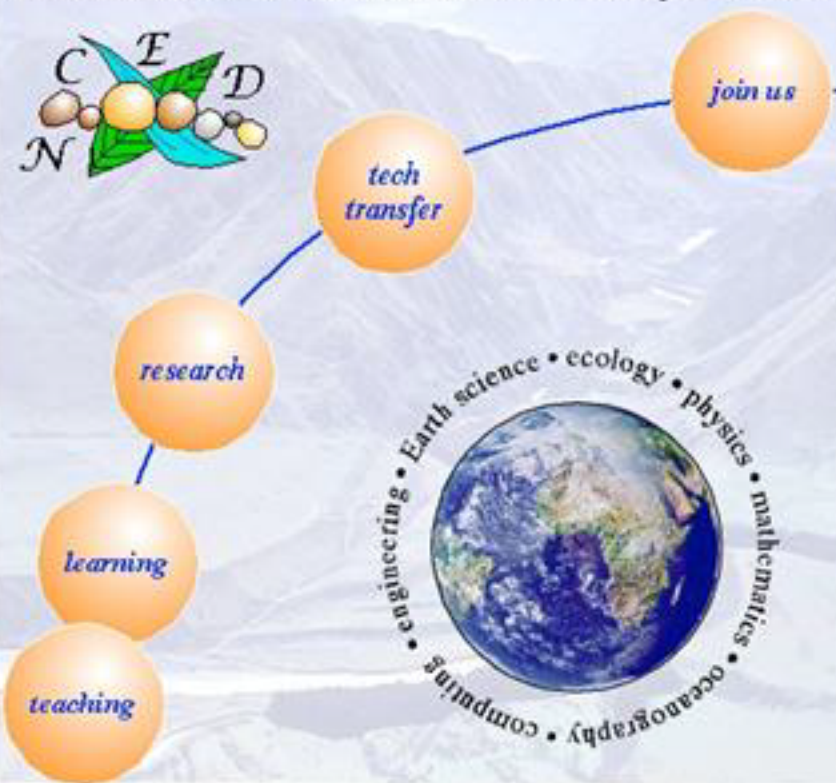 N C E D
join us
tech
transfer
research
learning
teaching
Earth science • ecology • physics • mathematics • oceanography • computing • engineering •